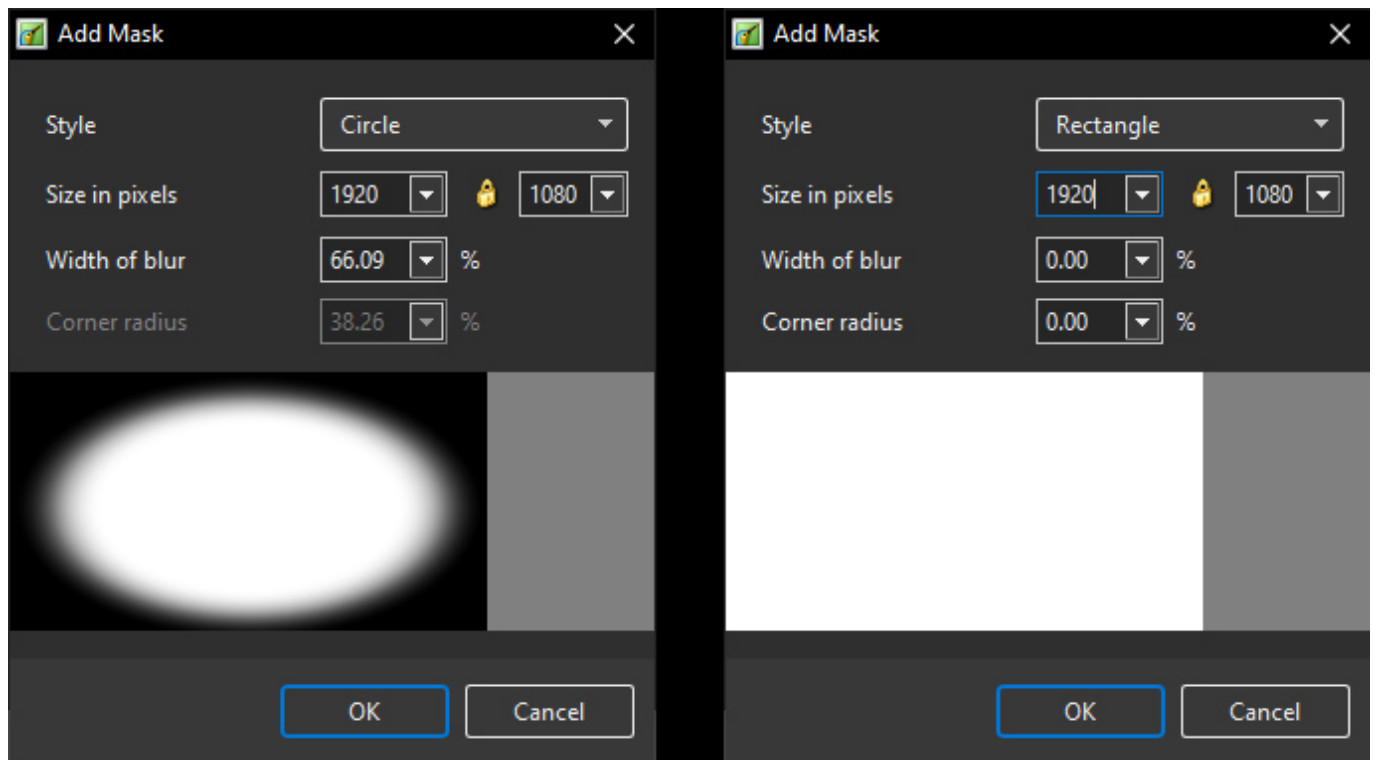 Add Mask
Style Circle
Size in pixels 1920 1080
Width of blur 66.09 %
Corner radius 38.26 %
OK Cancel
Add Mask
Style Rectangle
Size in pixels 1920 1080
Width of blur 0.00 %
Corner radius 0.00 %
OK Cancel